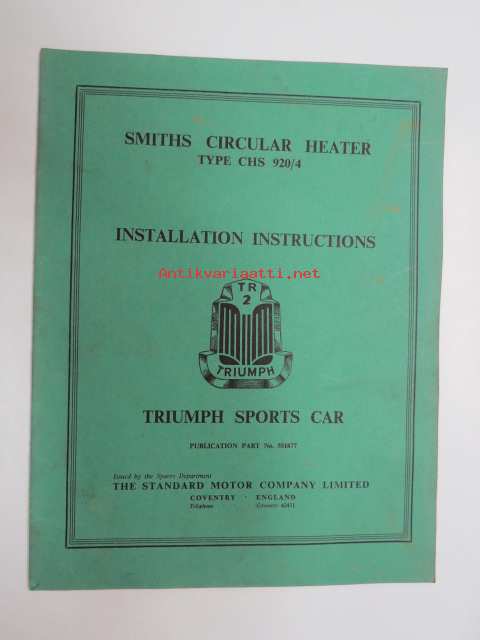 SMITHS CIRCULAR HEATER
TYPE CHS 920/4
INSTALLATION INSTRUCTIONS
Antikvariaatti.net
TR
2
TRIUMPH
TRIUMPH SPORTS CAR
PUBLICATION PART No. 501677
Issued by the Spares Department
THE STANDARD MOTOR COMPANY LIMITED
COVENTRY · ENGLAND
Telephone